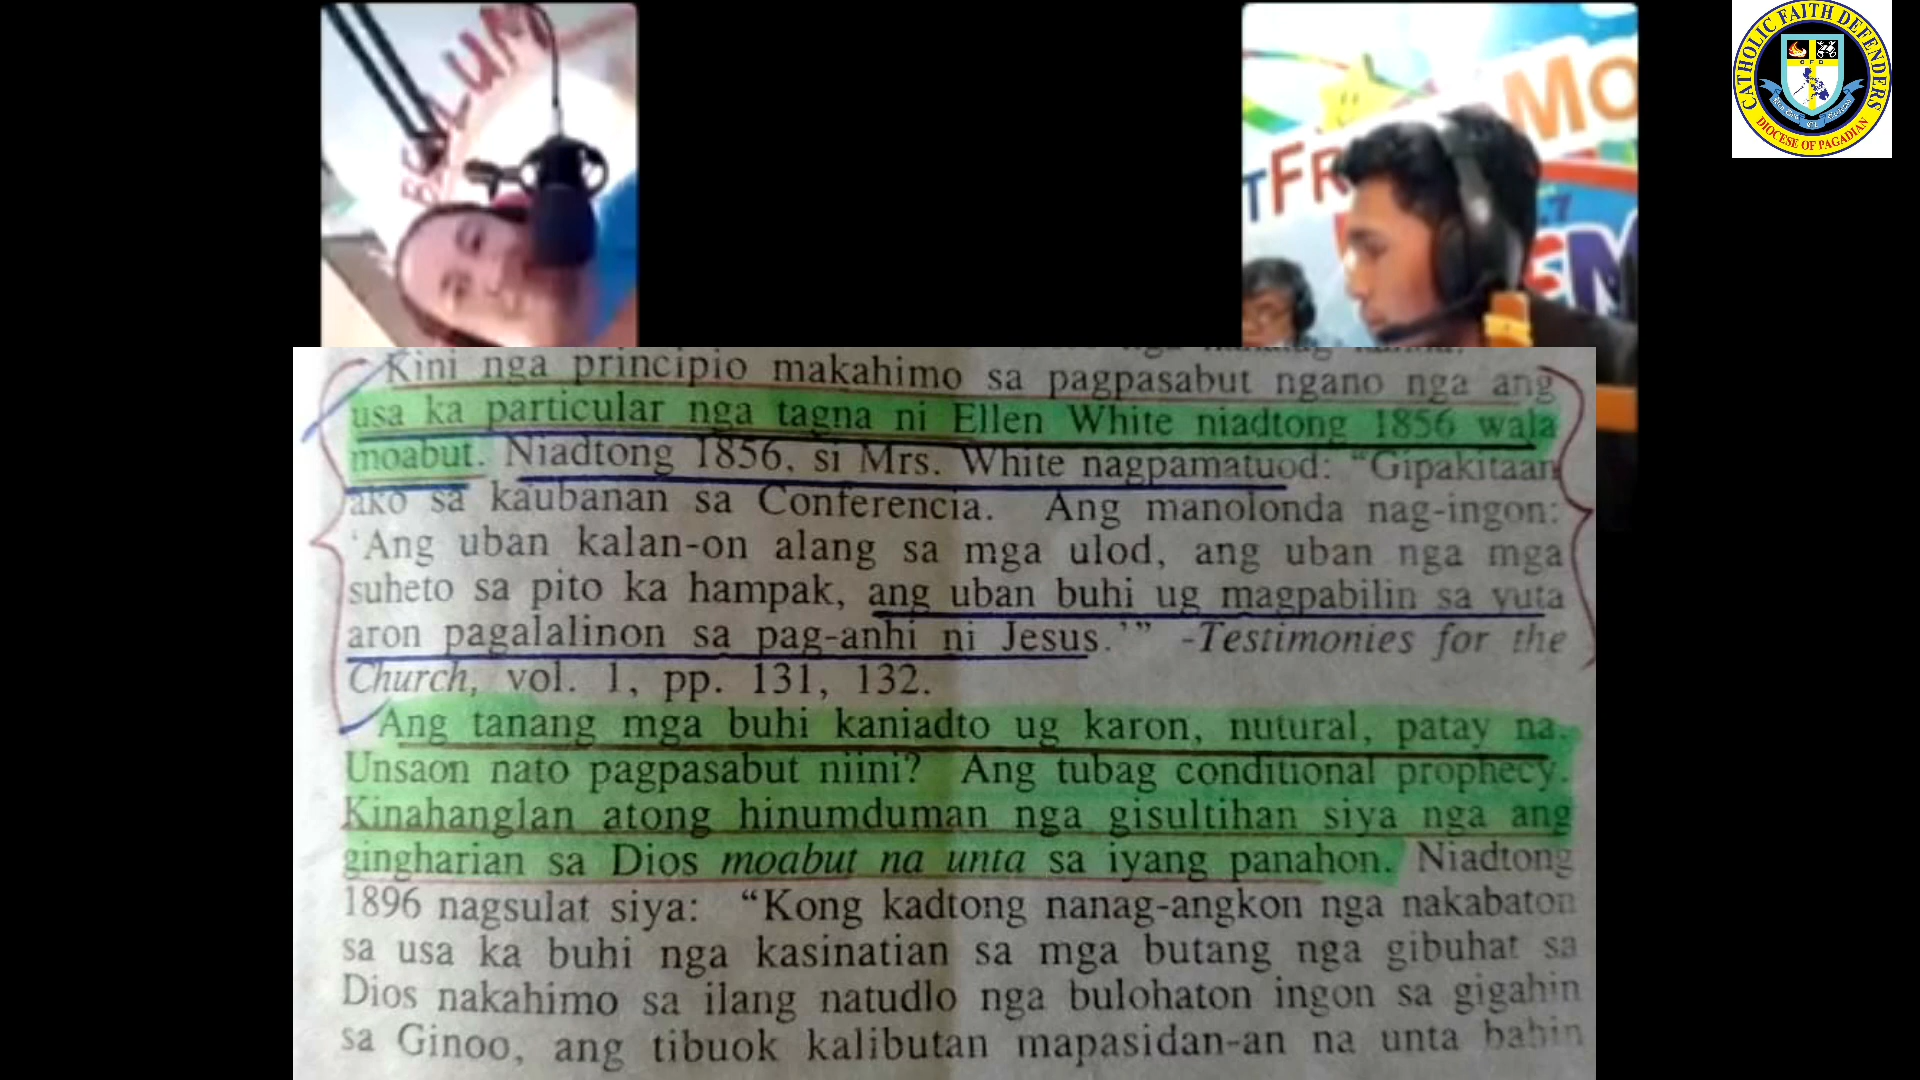 CATHOLIC FAITH DEFENDERS
CFD
DIOCESE OF PAGADIAN
Kini nga principio makahimo sa pagpasabut ngano nga ang
usa ka particular nga tagna ni Ellen White niadtong 1856 wala
moabut. Niadtong 1856, si Mrs. White nagpamatuod: “Gipakitaan
ako sa kaubanan sa Conferencia. Ang manolonda nag-ingon:
‘Ang uban kalan-on alang sa mga ulod, ang uban nga mga
suheto sa pito ka hampak, ang uban buhi ug magpabilin sa yuta
aron pagalalinon sa pag-anhi ni Jesus.’” -Testimonies for the
Church, vol. 1, pp. 131, 132.
Ang tanang mga buhi kaniadto ug karon, nutural, patay na.
Unsaon nato pagpasabut niini? Ang tubag conditional prophecy.
Kinahanglan atong hinumduman nga gisultihan siya nga ang
gingharian sa Dios moabut na unta sa iyang panahon. Niadtong
1896 nagsulat siya: “Kong kadtong nanag-angkon nga nakabaton
sa usa ka buhi nga kasinatian sa mga butang nga gibuhat sa
Dios nakahimo sa ilang natudlo nga bulohaton ingon sa gigahin
sa Ginoo, ang tibuok kalibutan mapasidan-an na unta bahin